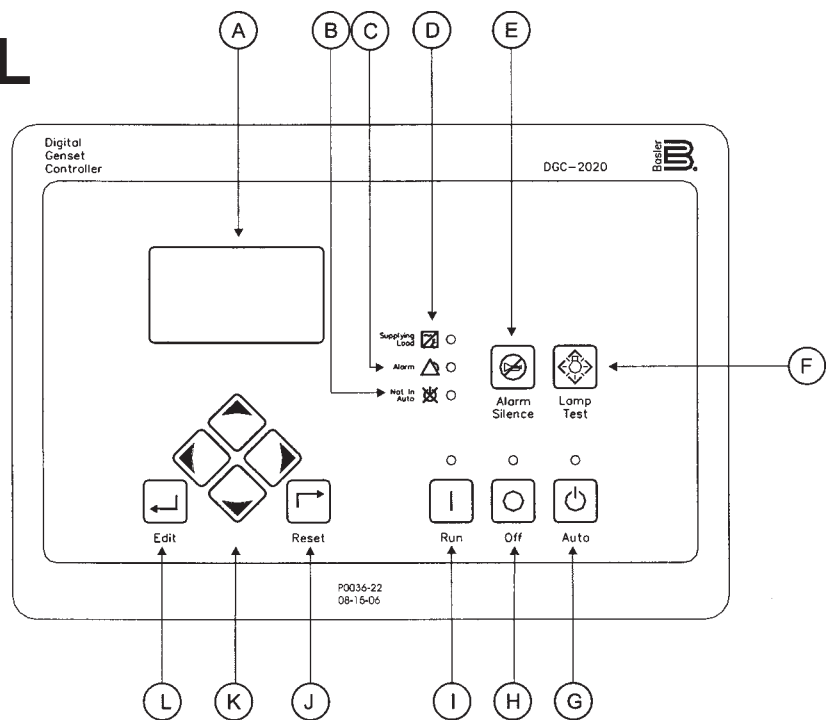 A
B
C
D
E
L
Digital
Genset
Controller
DGC-2020
Basler
B
Supplying
Load
Alarm
Not In
Auto
Alarm
Silence
Lamp
Test
F
Edit
Reset
Run
Off
Auto
P0036-22
08-15-06
L
K
J
I
H
G